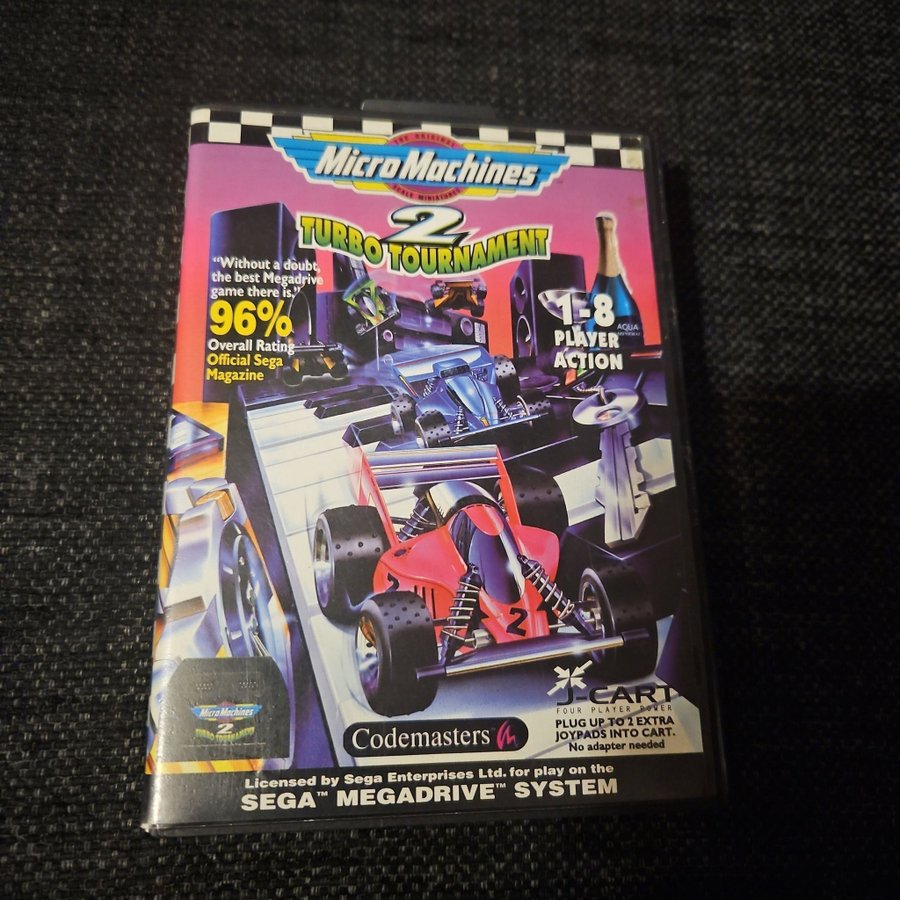 THE ORIGINAL
Micro Machines
SCALE MINIATURES
2
TURBO TOURNAMENT
"Without a doubt,
the best Megadrive
game there is."
96%
Overall Rating
Official Sega
Magazine
1-8
PLAYER
ACTION
AQUA
2
2
J-CART
FOUR PLAYER POWER
PLUG UP TO 2 EXTRA
JOYPADS INTO CART.
No adapter needed
Micro Machines
2
TURBO TOURNAMENT
Codemasters
Licensed by Sega Enterprises Ltd. for play on the
SEGA™ MEGADRIVE™ SYSTEM